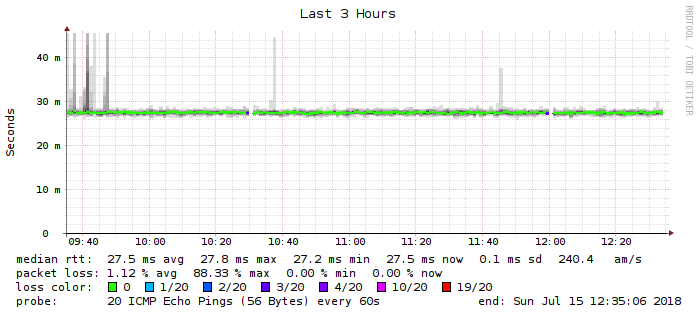 Last 3 Hours
RRDTOOL / TOBI OETIKER
Seconds
40 m
30 m
20 m
10 m
0
09:40 10:00 10:20 10:40 11:00 11:20 11:40 12:00 12:20
median rtt: 27.5 ms avg 27.8 ms max 27.2 ms min 27.5 ms now 0.1 ms sd 240.4 am/s
packet loss: 1.12 % avg 88.33 % max 0.00 % min 0.00 % now
loss color: 0 1/20 2/20 3/20 4/20 10/20 19/20
probe: 20 ICMP Echo Pings (56 Bytes) every 60s end: Sun Jul 15 12:35:06 2018